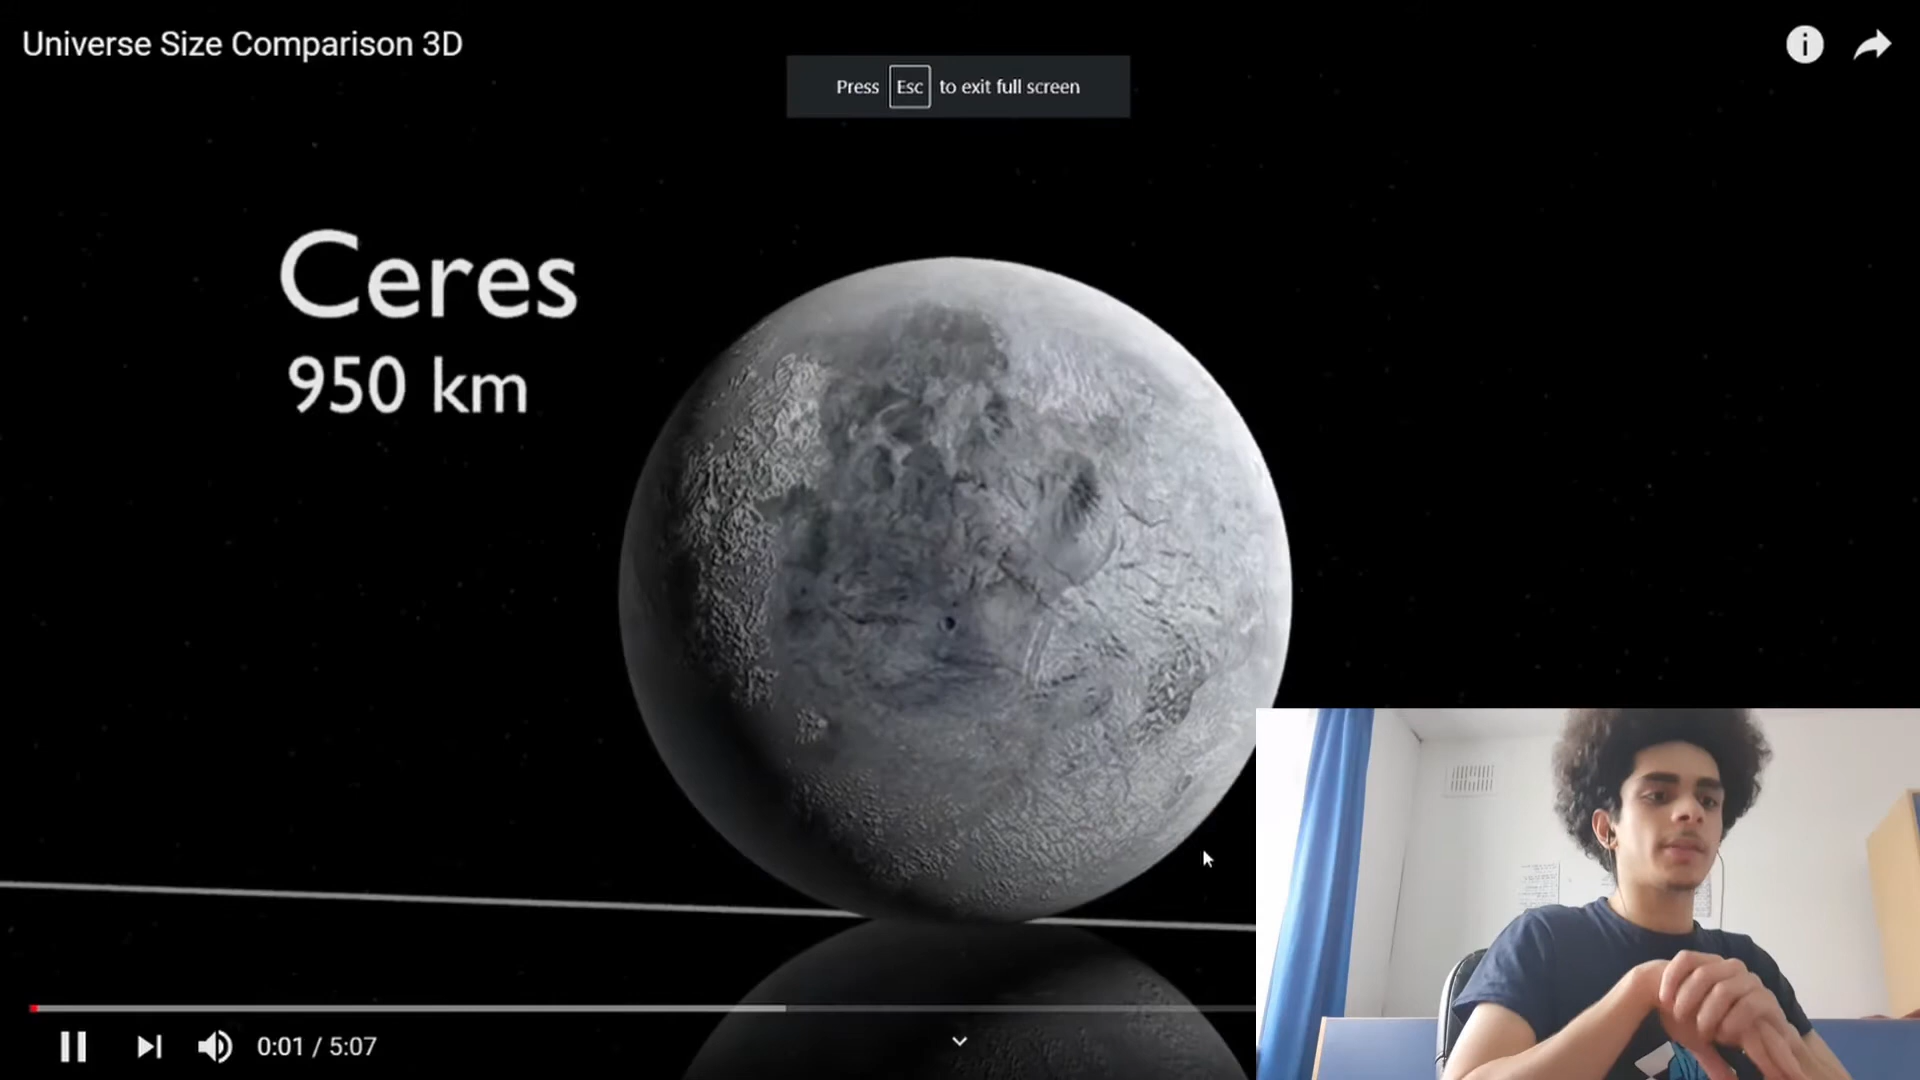 Universe Size Comparison 3D
Press Esc to exit full screen
Ceres
950 km
0:01 / 5:07